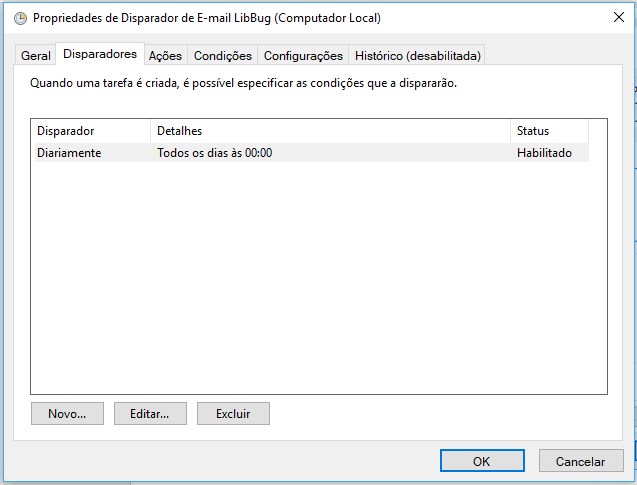 Propriedades de Disparador de E-mail LibBug (Computador Local)
Geral Disparadores Ações Condições Configurações Histórico (desabilitada)
Quando uma tarefa é criada, é possível especificar as condições que a dispararão.
Disparador Detalhes Status
Diariamente Todos os dias às 00:00 Habilitado
Novo... Editar... Excluir
OK Cancelar